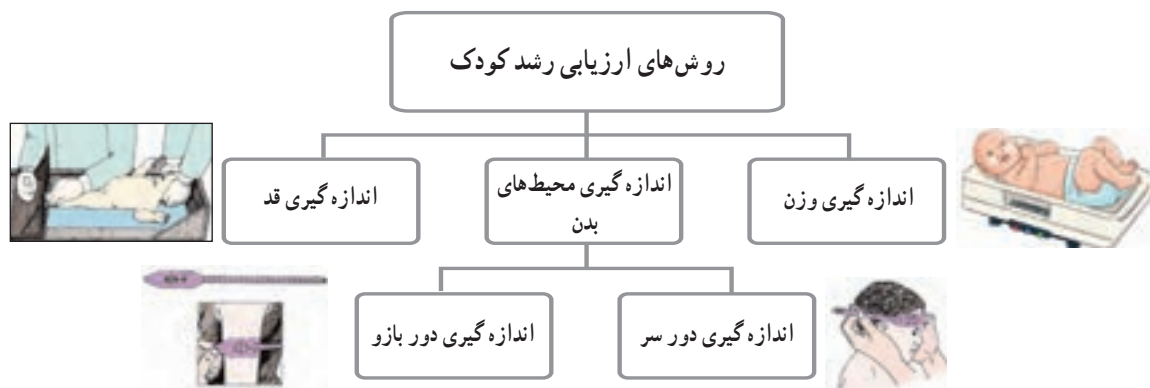 روش‌های ارزیابی رشد کودک
اندازه گیری وزن
اندازه گیری محیط‌های
بدن
اندازه گیری قد
اندازه گیری دور سر
اندازه گیری دور بازو